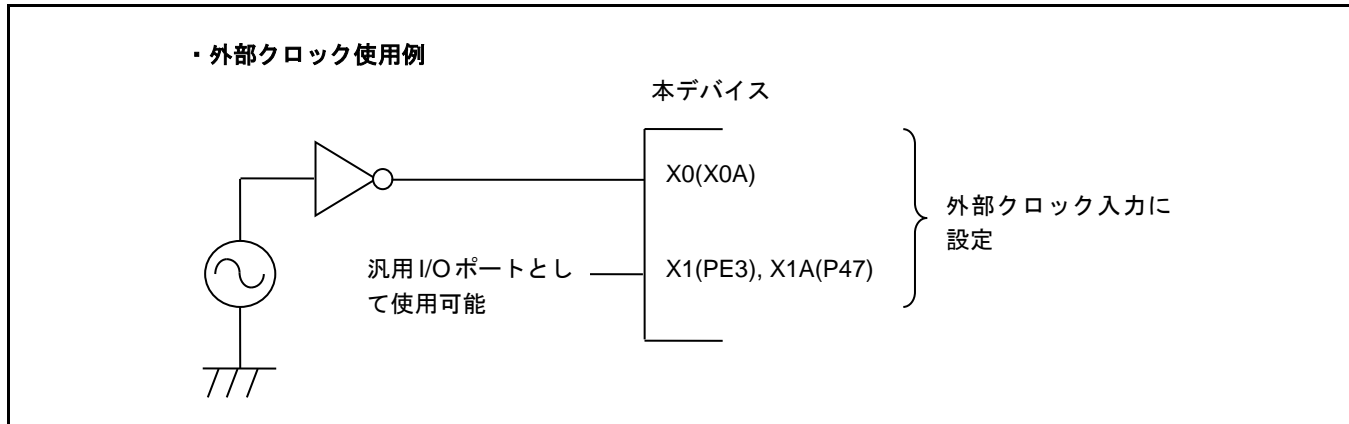 ・外部クロック使用例
本デバイス
X0(X0A)
外部クロック入力に
設定
汎用I/Oポートとし
て使用可能
X1(PE3), X1A(P47)